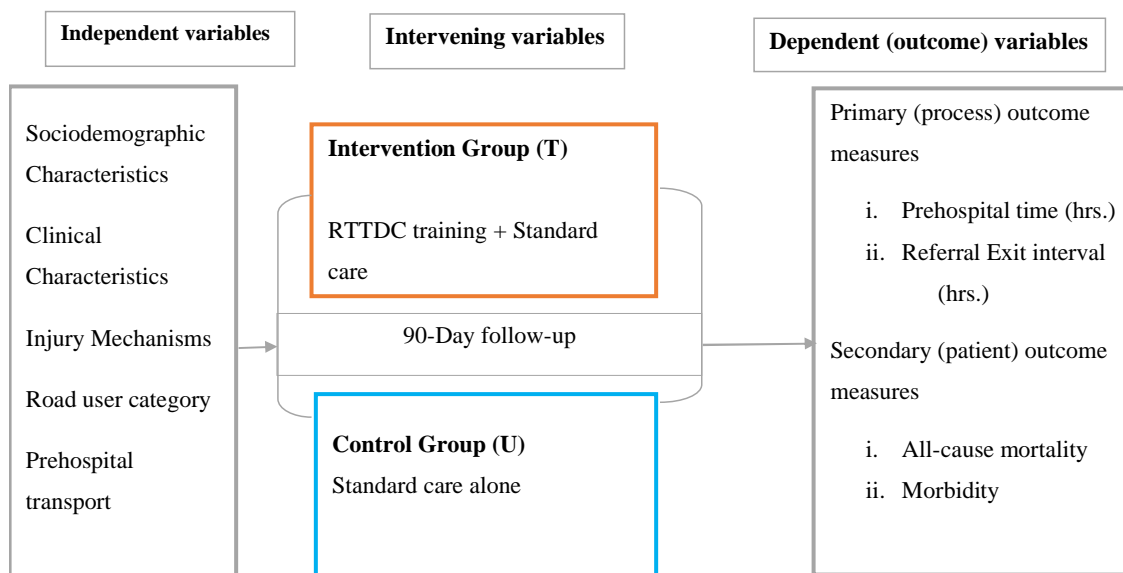 Independent variables
Intervening variables
Dependent (outcome) variables
Sociodemographic
Characteristics
Clinical
Characteristics
Injury Mechanisms
Road user category
Prehospital
transport
Intervention Group (T)
RTTDC training + Standard
care
90-Day follow-up
Control Group (U)
Standard care alone
Primary (process) outcome
measures
i. Prehospital time (hrs.)
ii. Referral Exit interval
(hrs.)
Secondary (patient) outcome
measures
i. All-cause mortality
ii. Morbidity